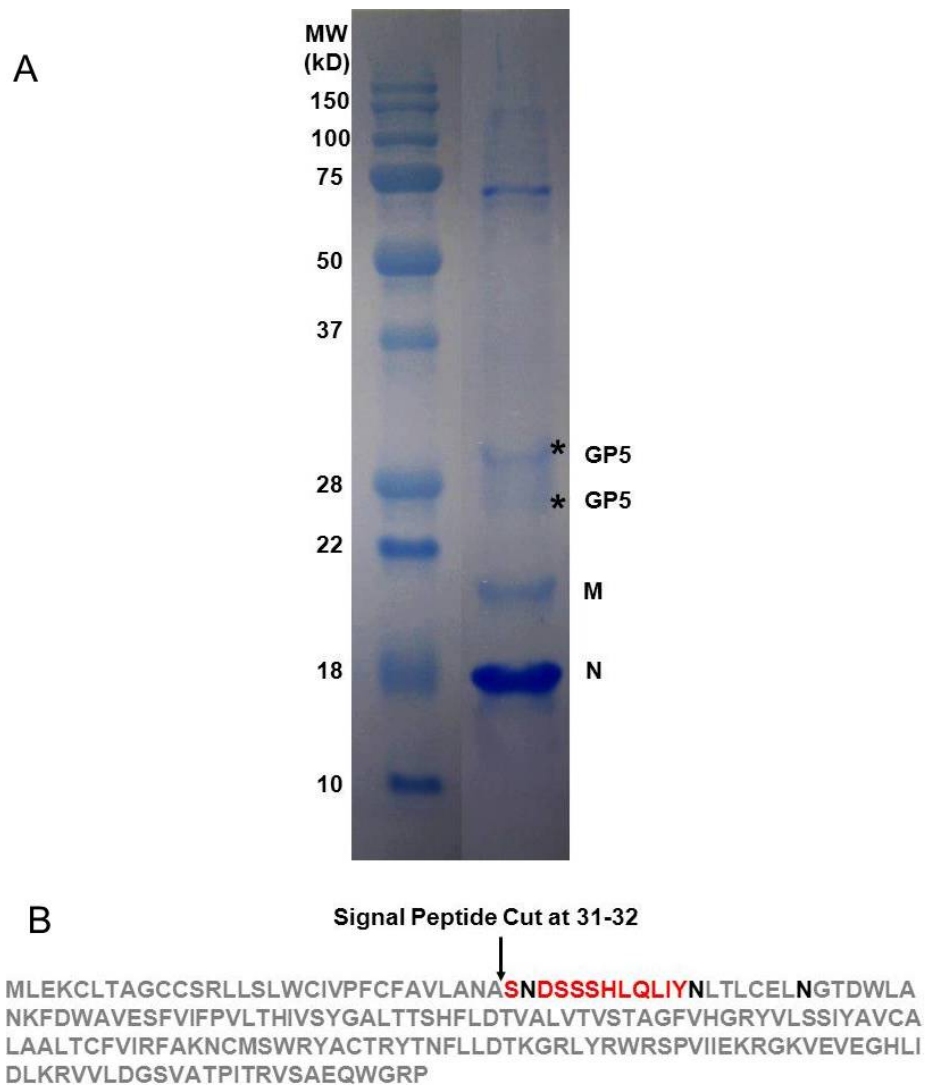 A
MW
(kD)
150
100
75
50
37
28
22
18
10
* GP5
* GP5
M
N
B
Signal Peptide Cut at 31-32
MLEKCLTAGCCSRLLSLWCIVPFCFAVLANASNDSSSHLQLIYNLTLCELNGTDWLA
NKFDWAVESFVIFPVLTHIVSYGALTTSHFLDTVALVTVSTAGFVHGRYVLSSIYAVCA
LAALTCFVIRFAKNCMSWRYACTRYTNFLLDTKGRLYRWRSPVIIEKRGKVEVEGHLI
DLKRVVLDGSVATPITRVSAEQWGRP